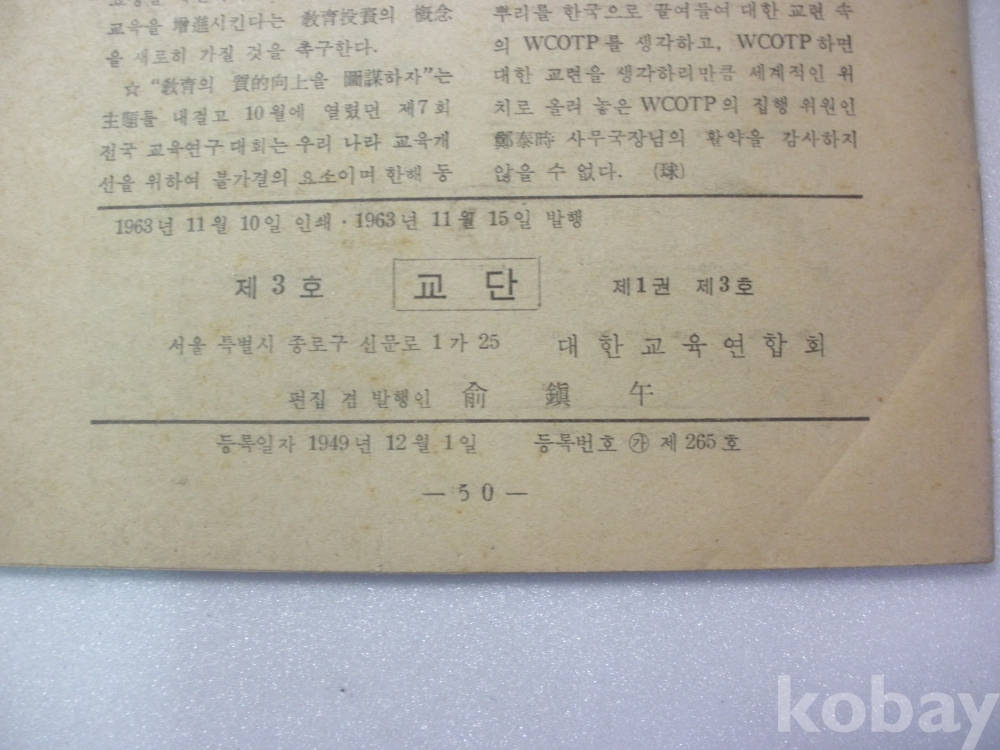 교육을 增進시킨다는 敎育投資의 槪念
을 새로히 가질 것을 촉구한다.
☆ “敎育의 質的向上을 圖謀하자”는
主題를 내걸고 10월에 열렸던 제7회
전국 교육연구대회는 우리 나라 교육개
선을 위하여 불가결의 요소이며 한해 동
뿌리를 한국으로 끌여들여 대한 교련 속
의 WCOTP를 생각하고, WCOTP하면
대한 교련을 생각하리만큼 세계적인 위
치로 올려 놓은 WCOTP의 집행 위원인
鄭泰時 사무국장님의 활약을 감사하지
않을 수 없다. (球)
1963년 11월 10일 인쇄·1963년 11월 15일 발행
제 3 호 교 단 제1권 제3호
서울 특별시 종로구 신문로 1가 25 대한교육연합회
편집 겸 발행인 兪鎭午
등록일자 1949년 12월 1일 등록번호 ㉮ 제 265호
— 50 —
kobay